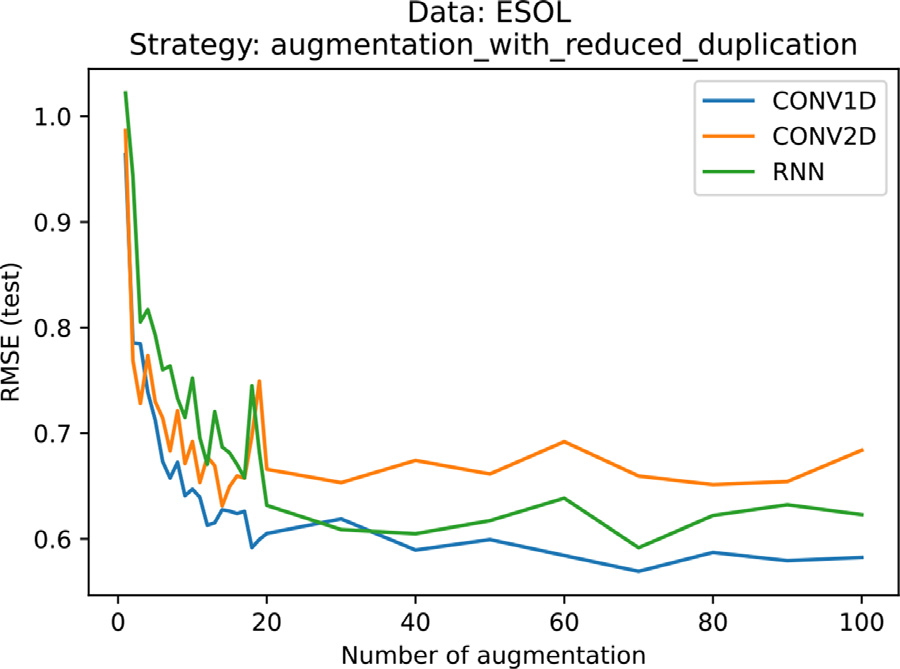 Data: ESOL
Strategy: augmentation_with_reduced_duplication
CONV1D
CONV2D
RNN
1.0
0.9
0.8
0.7
0.6
RMSE (test)
0 20 40 60 80 100
Number of augmentation